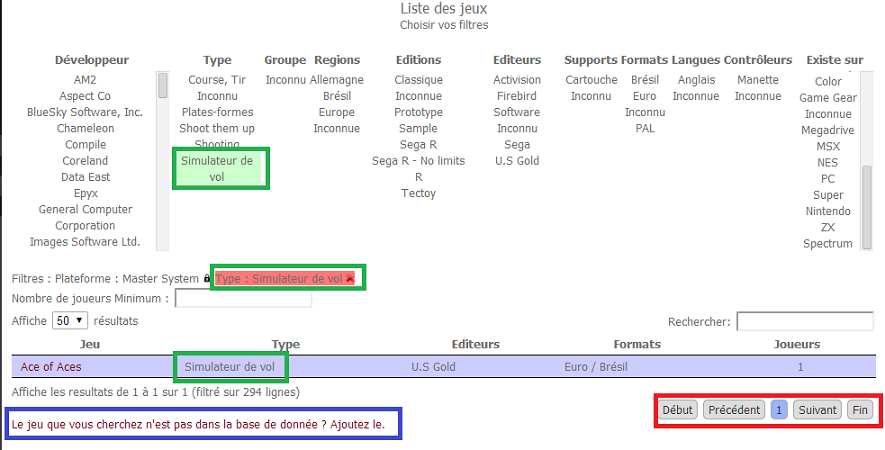 Liste des jeux
Choisir vos filtres
Développeur
AM2
Aspect Co
BlueSky Software, Inc.
Chameleon
Compile
Coreland
Data East
Epyx
General Computer
Corporation
Images Software Ltd.
Type
Course, Tir
Inconnu
Plates-formes
Shoot them up
Shooting
Simulateur de
vol
Groupe
Inconnu
Regions
Allemagne
Brésil
Europe
Inconnue
Editions
Classique
Inconnue
Prototype
Sample
Sega R
Sega R - No limits
R
Tectoy
Editeurs
Activision
Firebird
Software
Inconnu
Sega
U.S Gold
Supports
Cartouche
Inconnu
Formats
Brésil
Euro
Inconnu
PAL
Langues
Anglais
Inconnue
Contrôleurs
Manette
Inconnue
Existe sur
Color
Game Gear
Inconnue
Megadrive
MSX
NES
PC
Super
Nintendo
ZX
Spectrum
Filtres : Plateforme : Master System Type : Simulateur de vol
Nombre de joueurs Minimum :
Affiche 50 résultats
Rechercher:
Jeu Type Editeurs Formats Joueurs
Ace of Aces Simulateur de vol U.S Gold Euro / Brésil 1
Affiche les resultats de 1 à 1 sur 1 (filtré sur 294 lignes)
Début Précédent 1 Suivant Fin
Le jeu que vous cherchez n'est pas dans la base de donnée ? Ajoutez le.